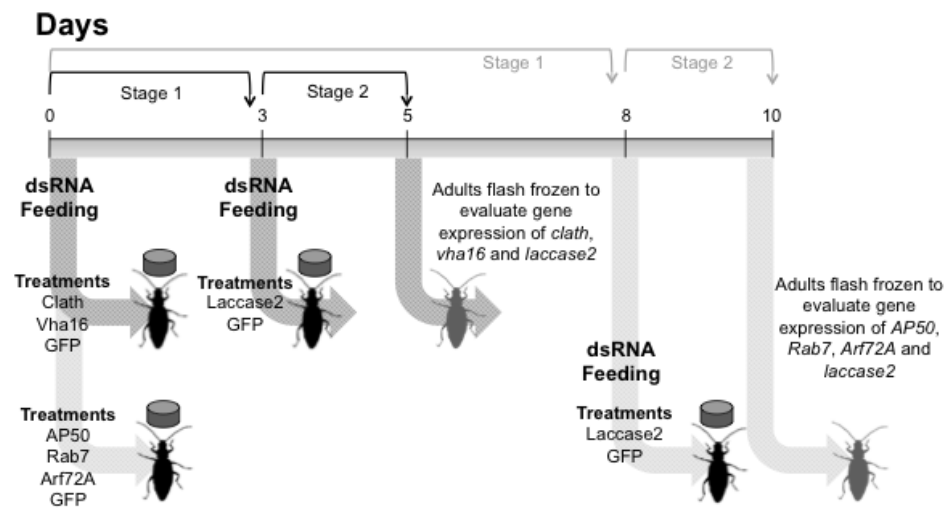 Days
Stage 1
Stage 2
Stage 1
Stage 2
0
3
5
8
10
dsRNA
Feeding
Treatments
Clath
Vha16
GFP
dsRNA
Feeding
Treatments
Laccase2
GFP
Adults flash frozen to
evaluate gene
expression of clath,
vha16 and laccase2
Treatments
AP50
Rab7
Arf72A
GFP
dsRNA
Feeding
Treatments
Laccase2
GFP
Adults flash frozen to
evaluate gene
expression of AP50,
Rab7, Arf72A and
laccase2